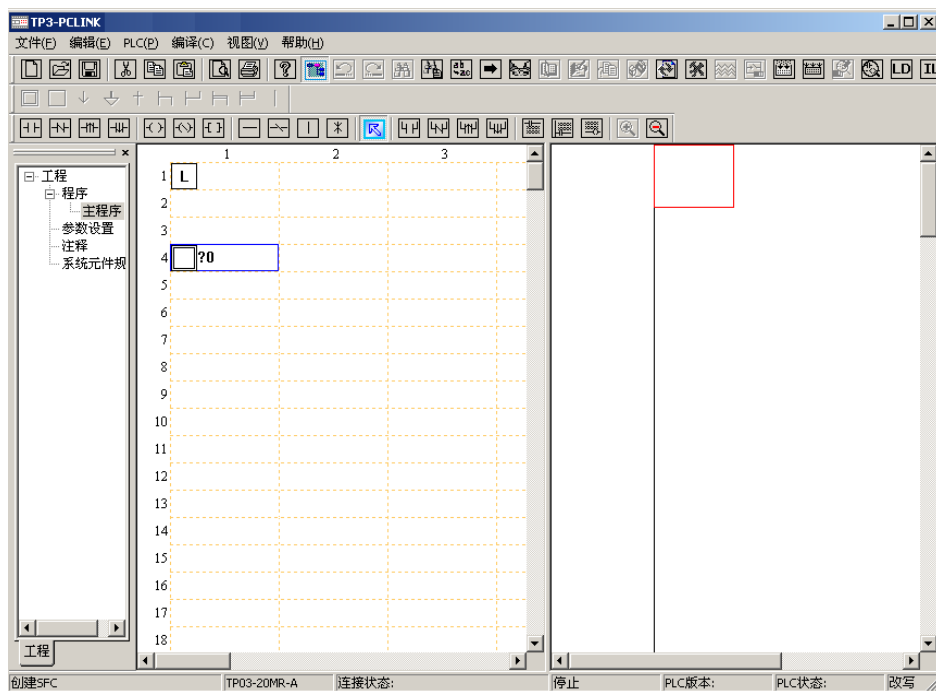 TP3-PCLINK
文件(F) 编辑(E) PLC(P) 编译(C) 视图(V) 帮助(H)
LD IL
1 2 3
工程
程序
主程序
参数设置
注释
系统元件规
工程
1 L
2
3
4 ?0
5
6
7
8
9
10
11
12
13
14
15
16
17
18
创建SFC TP03-20MR-A 连接状态: 停止 PLC版本: PLC状态: 改写